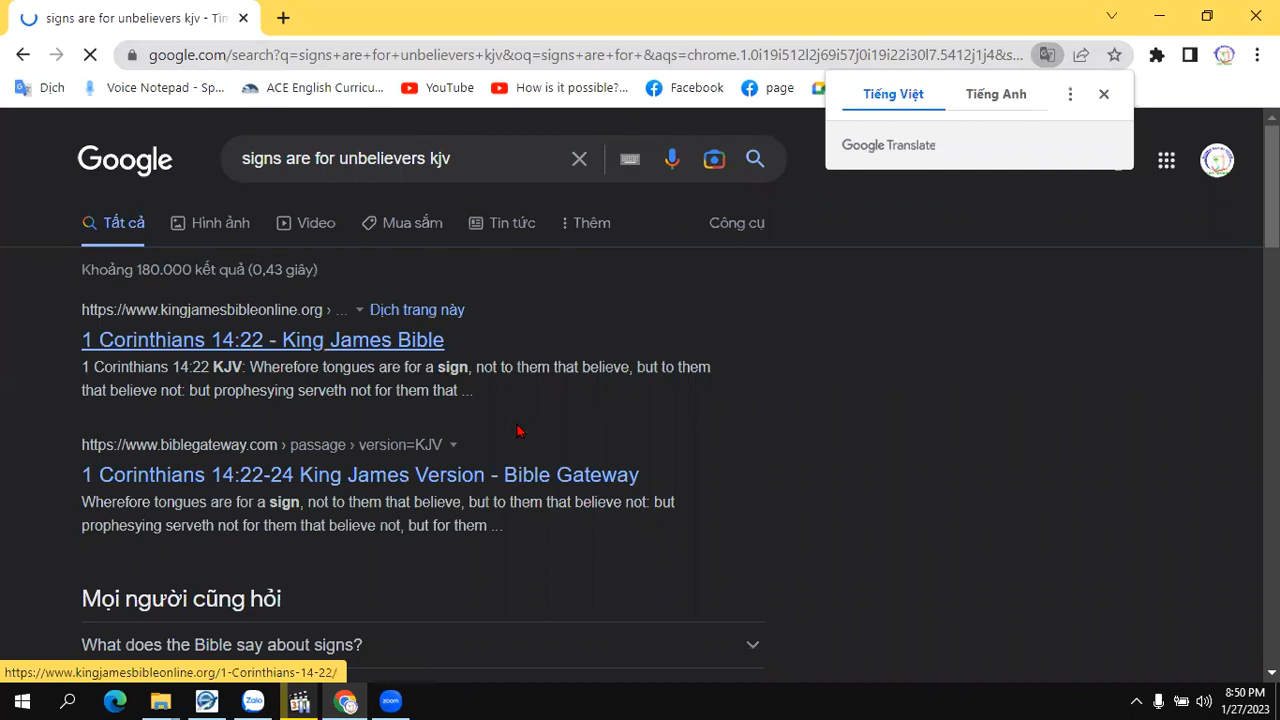 signs are for unbelievers kjv - Tìm
google.com/search?q=signs+are+for+unbelievers+kjv&oq=signs+are+for+&aqs=chrome.1.0i19i512l2j69i57j0i19i22i30l7.5412j1j4&s...
Dịch
Voice Notepad - Sp...
ACE English Curricu...
YouTube
How is it possible?...
Facebook
page
Tiếng Việt
Tiếng Anh
Google Translate
Google
signs are for unbelievers kjv
Tất cả
Hình ảnh
Video
Mua sắm
Tin tức
Thêm
Công cụ
Khoảng 180.000 kết quả (0,43 giây)
https://www.kingjamesbibleonline.org › ... Dịch trang này
1 Corinthians 14:22 - King James Bible
1 Corinthians 14:22 KJV: Wherefore tongues are for a sign, not to them that believe, but to them
that believe not: but prophesying serveth not for them that ...
https://www.biblegateway.com › passage › version=KJV
1 Corinthians 14:22-24 King James Version - Bible Gateway
Wherefore tongues are for a sign, not to them that believe, but to them that believe not: but
prophesying serveth not for them that believe not, but for them ...
Mọi người cũng hỏi
What does the Bible say about signs?
https://www.kingjamesbibleonline.org/1-Corinthians-14-22/
Zalo
zoom
8:50 PM
1/27/2023